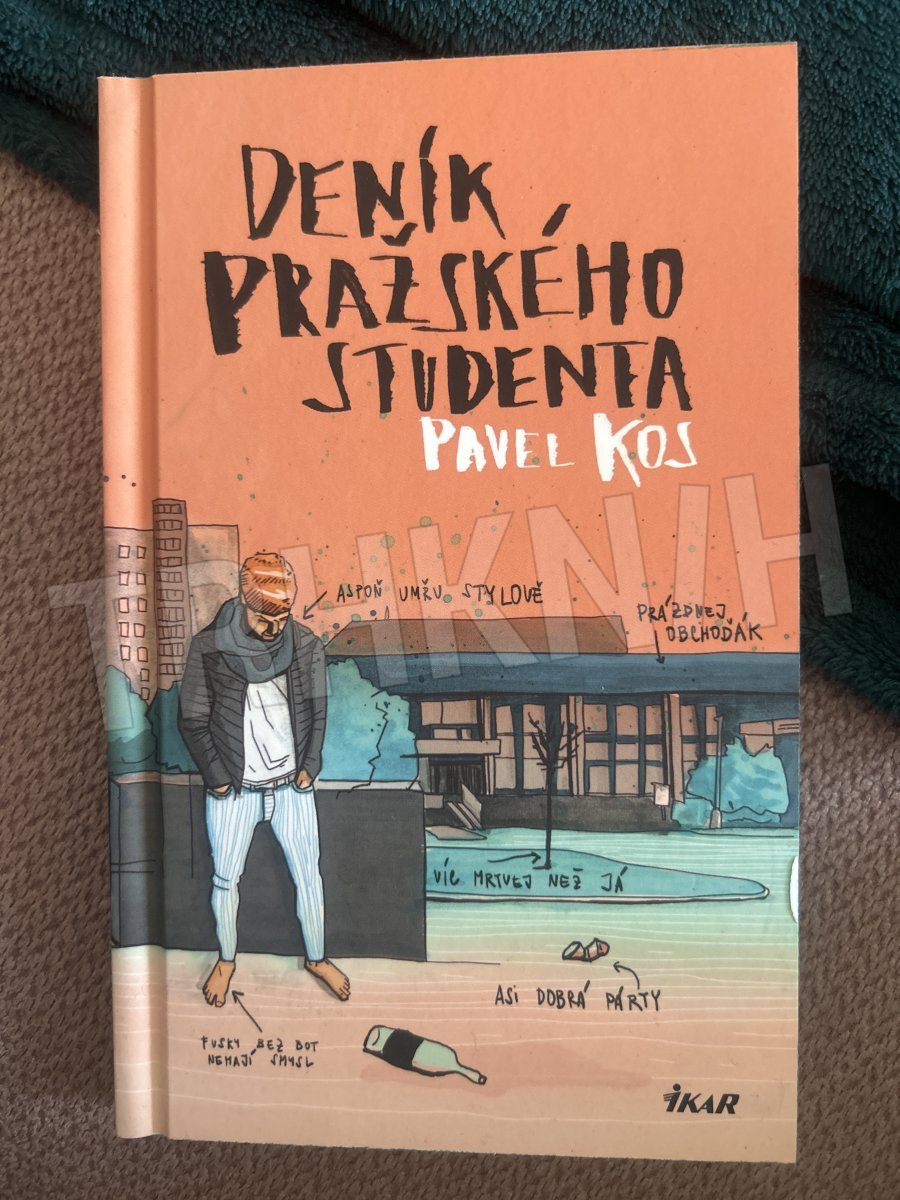 DENÍK
PRAŽSKÉHO
STUDENTA
PAVEL KOS
TRHKNIH
ASPOŇ UMŘU STYLOVĚ
PRÁZDNEJ
OBCHOĎÁK
VÍC MRTVEJ NEŽ JÁ
ASI DOBRÁ PÁRTY
FUSKY BEZ BOT
NEMAJÍ SMYSL
IKAR